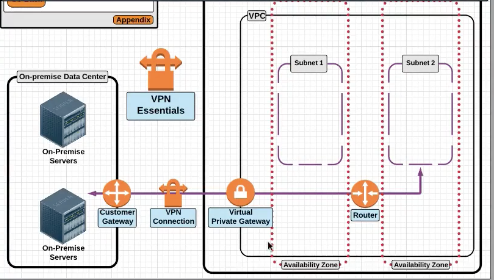 Appendix
VPC
On-premise Data Center
VPN
Essentials
Subnet 1
Subnet 2
On-Premise
Servers
Customer
Gateway
VPN
Connection
Virtual
Private Gateway
Router
On-Premise
Servers
Availability Zone
Availability Zone